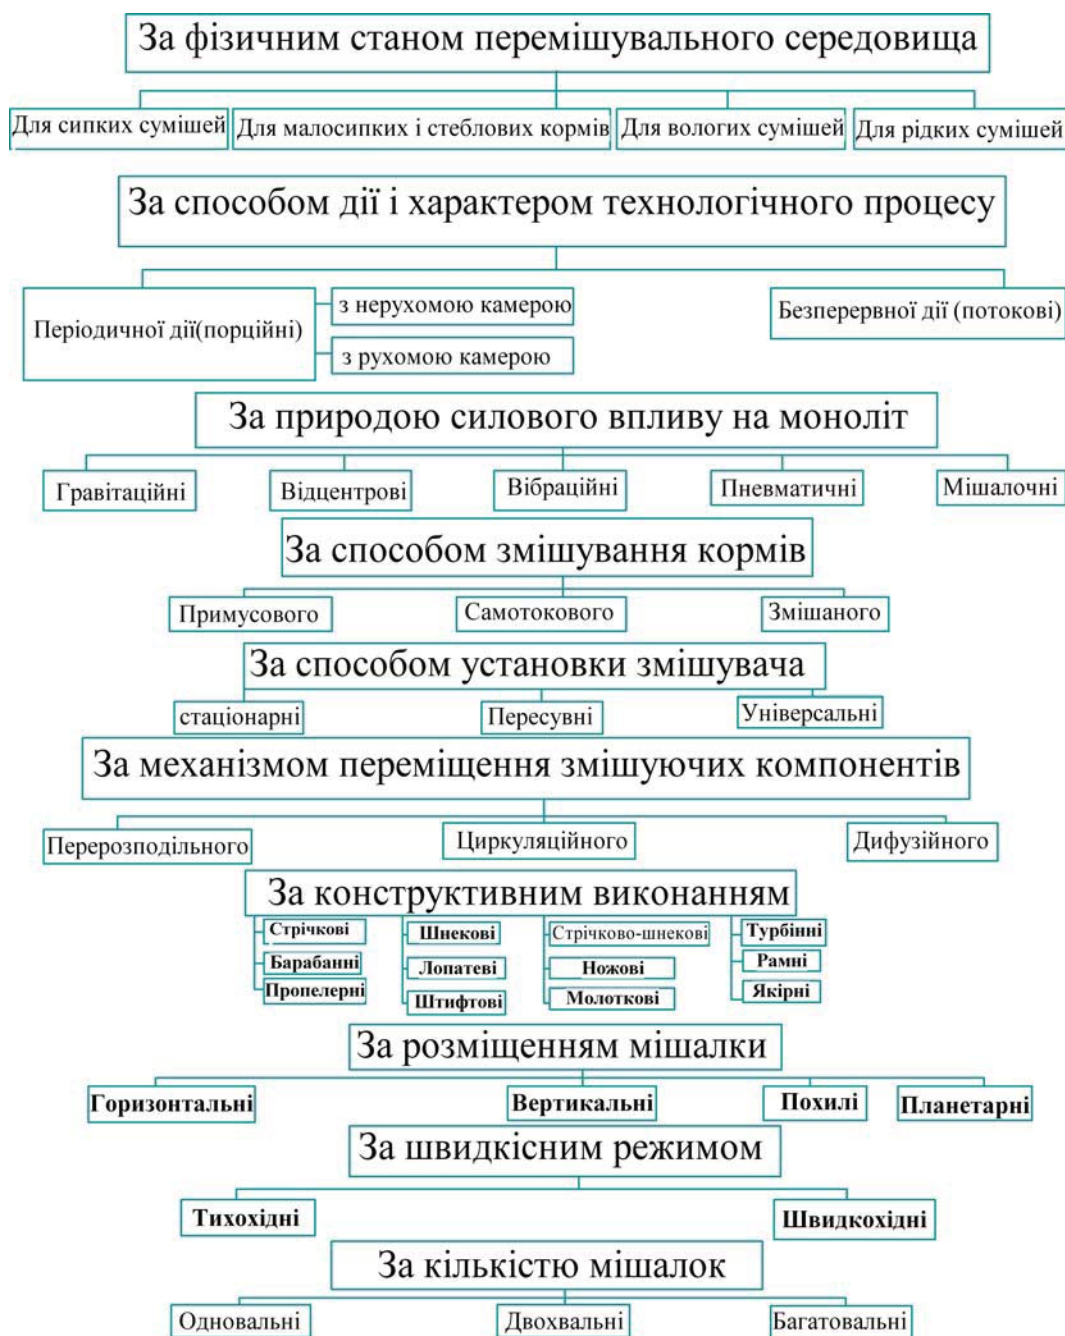 За фізичним станом перемішувального середовища
Для сипких сумішей
Для малосипких і стеблових кормів
Для вологих сумішей
Для рідких сумішей
За способом дії і характером технологічного процесу
Періодичної дії(порційні)
з нерухомою камерою
з рухомою камерою
Безперервної дії (потокові)
За природою силового впливу на моноліт
Гравітаційні
Відцентрові
Вібраційні
Пневматичні
Мішалочні
За способом змішування кормів
Примусового
Самотокового
Змішаного
За способом установки змішувача
стаціонарні
Пересувні
Універсальні
За механізмом переміщення змішуючих компонентів
Перерозподільного
Циркуляційного
Дифузійного
За конструктивним виконанням
Стрічкові
Барабанні
Пропелерні
Шнекові
Лопатеві
Штифтові
Стрічково-шнекові
Ножові
Молоткові
Турбінні
Рамні
Якірні
За розміщенням мішалки
Горизонтальні
Вертикальні
Похилі
Планетарні
За швидкісним режимом
Тихохідні
Швидкохідні
За кількістю мішалок
Одновальні
Двохвальні
Багатовальні